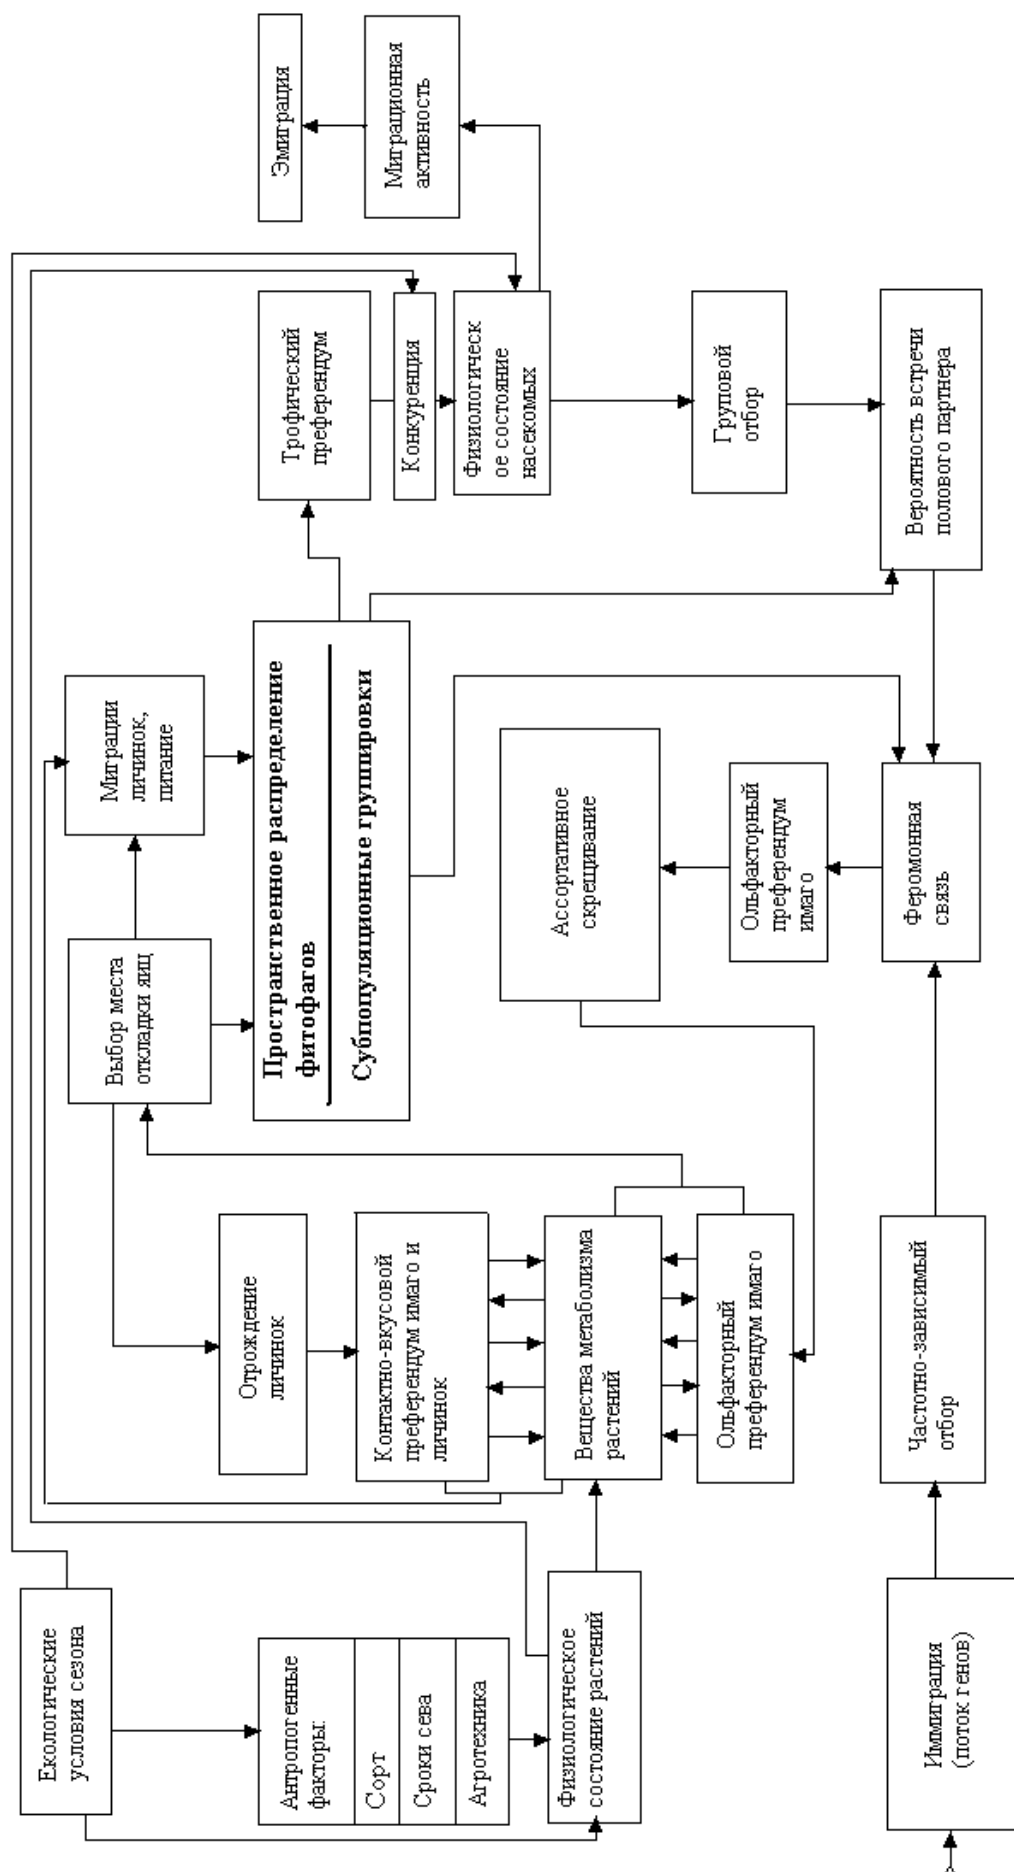 Екологические
условия сезона
Выбор места
откладки яиц
Миграции
личинок,
питание
Антропогенные
факторы:
Сорт
Сроки сева
Агротехника
Отрождение
личинок
Пространственное распределение
фитофагов
Субпопуляционные группировки
Трофический
преферендум
Эмиграция
Контактно-вкусовой
преферендум имаго и
личинок
Конкуренция
Миграционная
активность
Физиологическ
ое состояние
насекомых
Физиологическое
состояние растений
Вещества метаболизма
растений
Ассортативное
скрещивание
Ольфакторный
преферендум имаго
Ольфакторный
преферендум
имаго
Груповой
отбор
Иммиграция
(поток генов)
Частотно-зависимый
отбор
Феромонная
связь
Вероятность встречи
полового партнера